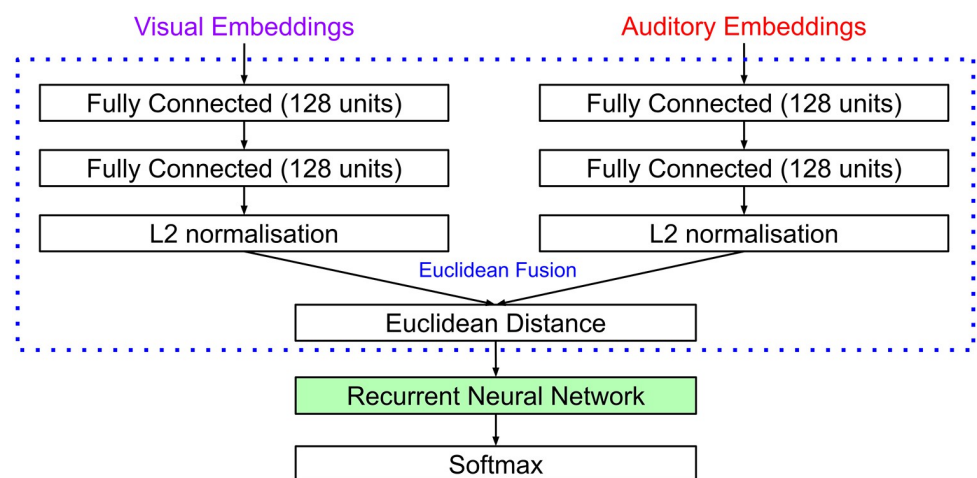 Visual Embeddings
Auditory Embeddings
Fully Connected (128 units)
Fully Connected (128 units)
Fully Connected (128 units)
Fully Connected (128 units)
L2 normalisation
L2 normalisation
Euclidean Fusion
Euclidean Distance
Recurrent Neural Network
Softmax